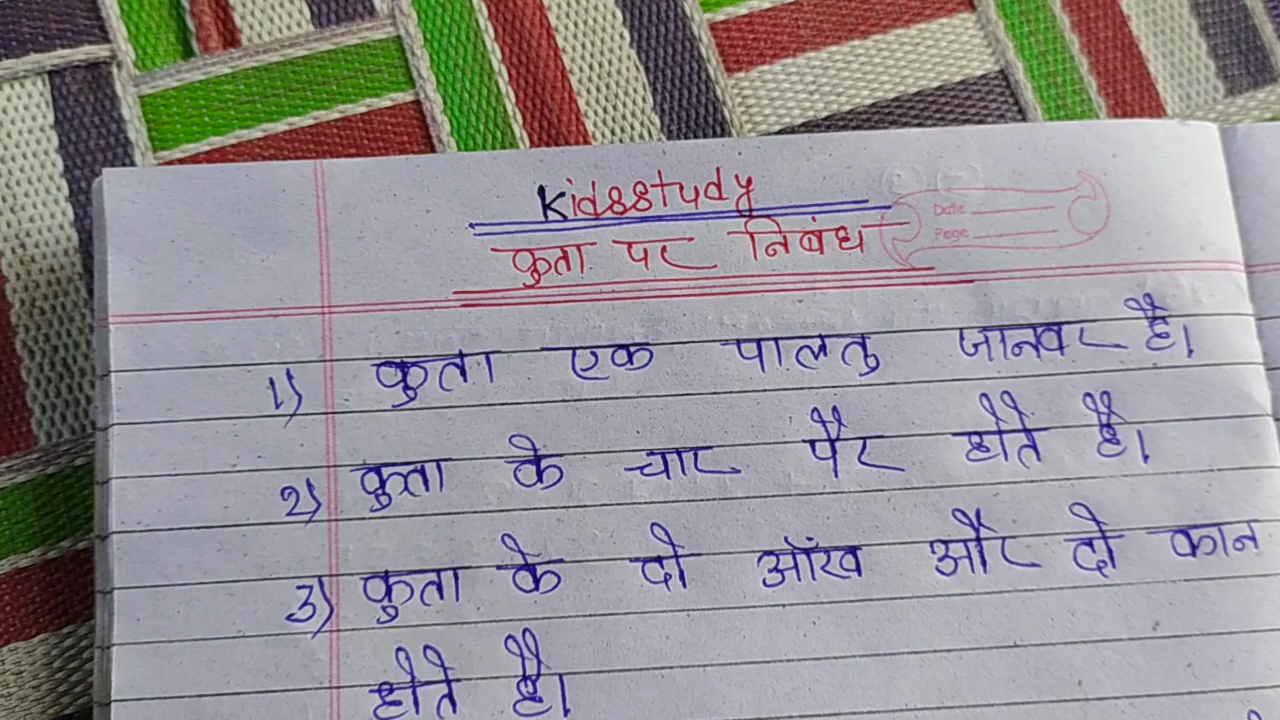 Kidsstudy
Date
Page
कुता पर निबंध
1) कुता एक पालतु जानवर है।
2) कुता के चार पैर होते है।
3) कुता के दो आँख और दो कान
होते है।